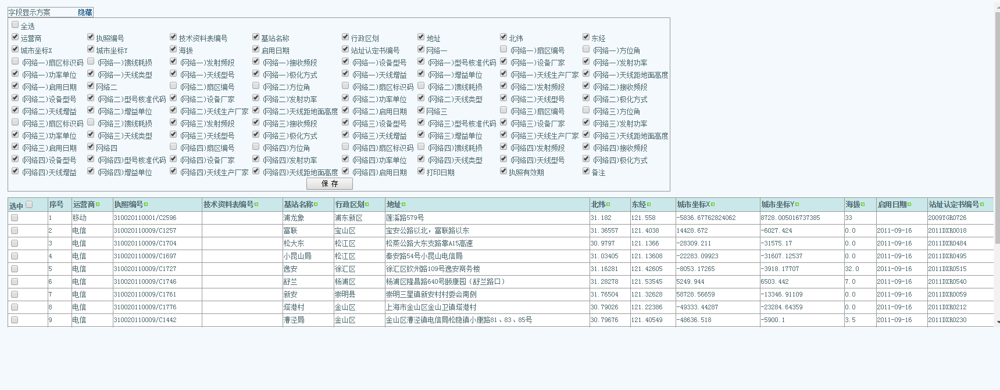 字段显示方案 隐藏
全选
运营商 执照编号 技术资料表编号 基站名称 行政区划 地址 北纬 东经
城市坐标X 城市坐标Y 海拔 启用日期 站址认定书编号 网络一 (网络一)扇区编号 (网络一)方位角
(网络一)扇区标识码 (网络一)馈线耗损 (网络一)发射频段 (网络一)接收频段 (网络一)设备型号 (网络一)型号核准代码 (网络一)设备厂家 (网络一)发射功率
(网络一)功率单位 (网络一)天线类型 (网络一)天线型号 (网络一)极化方式 (网络一)天线增益 (网络一)增益单位 (网络一)天线生产厂家 (网络一)天线距地面高度
(网络一)启用日期 网络二 (网络二)扇区编号 (网络二)方位角 (网络二)扇区标识码 (网络二)馈线耗损 (网络二)发射频段 (网络二)接收频段
(网络二)设备型号 (网络二)型号核准代码 (网络二)设备厂家 (网络二)发射功率 (网络二)功率单位 (网络二)天线类型 (网络二)天线型号 (网络二)极化方式
(网络二)天线增益 (网络二)增益单位 (网络二)天线生产厂家 (网络二)天线距地面高度 (网络二)启用日期 网络三 (网络三)扇区编号 (网络三)方位角
(网络三)扇区标识码 (网络三)馈线耗损 (网络三)发射频段 (网络三)接收频段 (网络三)设备型号 (网络三)型号核准代码 (网络三)设备厂家 (网络三)发射功率
(网络三)功率单位 (网络三)天线类型 (网络三)天线型号 (网络三)极化方式 (网络三)天线增益 (网络三)增益单位 (网络三)天线生产厂家 (网络三)天线距地面高度
(网络三)启用日期 网络四 (网络四)扇区编号 (网络四)方位角 (网络四)扇区标识码 (网络四)馈线耗损 (网络四)发射频段 (网络四)接收频段
(网络四)设备型号 (网络四)型号核准代码 (网络四)设备厂家 (网络四)发射功率 (网络四)功率单位 (网络四)天线类型 (网络四)天线型号 (网络四)极化方式
(网络四)天线增益 (网络四)增益单位 (网络四)天线生产厂家 (网络四)天线距地面高度 (网络四)启用日期 打印日期 执照有效期 备注
保 存
选中 序号 运营商 执照编号 技术资料表编号 基站名称 行政区划 地址 北纬 东经 城市坐标X 城市坐标Y 海拔 启用日期 站址认定书编号
1 移动 310020110001/C2596 浦龙象 浦东新区 莲溪路579号 31.182 121.558 -5836.67762824062 8728.005016737385 33 2009YGR0726
2 电信 310020110009/C1257 富联 宝山区 宝安公路以北，富联路以东 31.36557 121.4038 14428.672 -6027.424 0.0 2011-09-16 2011DXR0018
3 电信 310020110009/C1704 松大东 松江区 松蒸公路大东支路靠A15高速 30.9797 121.1366 -28309.211 -31575.17 0.0 2011-09-16 2011DXR0484
4 电信 310020110009/C1697 小昆山局 松江区 秦安路54号小昆山电信局 31.03405 121.13608 -22283.09923 -31607.12537 0.0 2011-09-16 2011DXR0495
5 电信 310020110009/C1727 逸安 徐汇区 徐汇区钦州路109号逸安商务楼 31.16281 121.42605 -8053.17265 -3918.17707 32.0 2011-09-16 2011DXR0515
6 电信 310020110009/C1746 舒兰 杨浦区 杨浦区隆昌路640号颐康园（舒兰路口） 31.28278 121.53545 5249.944 6503.442 7.0 2011-09-16 2011DXR0540
7 电信 310020110009/C1761 新安 崇明县 崇明三星镇新安村村委会南侧 31.76504 121.32628 58728.56659 -13346.91109 0.0 2011-09-16 2011DXR0059
8 电信 310020110009/C1776 塔港村 金山区 上海市金山区金山卫镇塔港村 30.79026 121.22386 -49333.44287 -23284.64359 0.0 2011-09-16 2011DXR0212
9 电信 310020110009/C1442 漕泾局 金山区 金山区漕泾镇电信局松隐镇小康路81、83、85号 30.79676 121.40549 -48636.518 -5900.1 3.5 2011-09-16 2011DXR0230